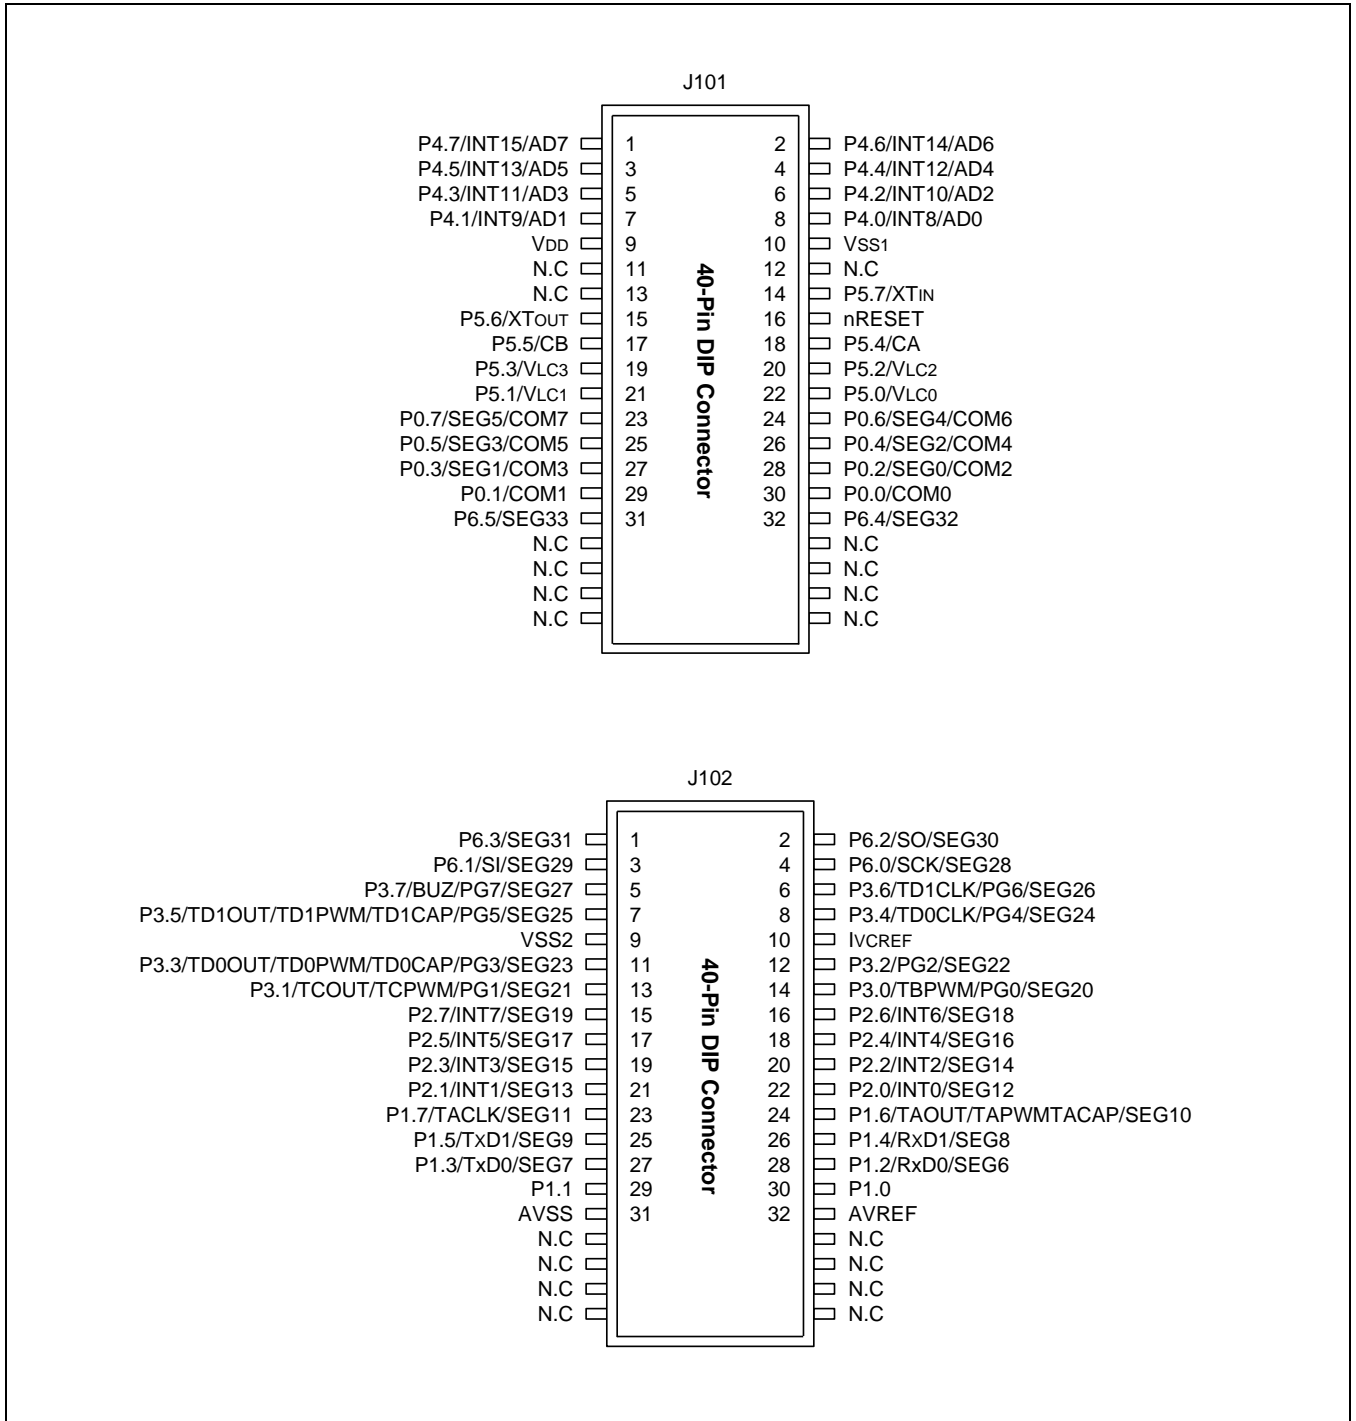 J101
P4.7/INT15/AD7 1 2 P4.6/INT14/AD6
P4.5/INT13/AD5 3 4 P4.4/INT12/AD4
P4.3/INT11/AD3 5 6 P4.2/INT10/AD2
P4.1/INT9/AD1 7 8 P4.0/INT8/AD0
VDD 9 10 VSS1
N.C 11 12 N.C
N.C 13 14 P5.7/XTIN
P5.6/XTOUT 15 16 nRESET
P5.5/CB 17 18 P5.4/CA
P5.3/VLC3 19 20 P5.2/VLC2
P5.1/VLC1 21 22 P5.0/VLC0
P0.7/SEG5/COM7 23 24 P0.6/SEG4/COM6
P0.5/SEG3/COM5 25 26 P0.4/SEG2/COM4
P0.3/SEG1/COM3 27 28 P0.2/SEG0/COM2
P0.1/COM1 29 30 P0.0/COM0
P6.5/SEG33 31 32 P6.4/SEG32
N.C N.C
N.C N.C
N.C N.C
N.C N.C
40-Pin DIP Connector
J102
P6.3/SEG31 1 2 P6.2/SO/SEG30
P6.1/SI/SEG29 3 4 P6.0/SCK/SEG28
P3.7/BUZ/PG7/SEG27 5 6 P3.6/TD1CLK/PG6/SEG26
P3.5/TD1OUT/TD1PWM/TD1CAP/PG5/SEG25 7 8 P3.4/TD0CLK/PG4/SEG24
VSS2 9 10 IVCREF
P3.3/TD0OUT/TD0PWM/TD0CAP/PG3/SEG23 11 12 P3.2/PG2/SEG22
P3.1/TCOUT/TCPWM/PG1/SEG21 13 14 P3.0/TBPWM/PG0/SEG20
P2.7/INT7/SEG19 15 16 P2.6/INT6/SEG18
P2.5/INT5/SEG17 17 18 P2.4/INT4/SEG16
P2.3/INT3/SEG15 19 20 P2.2/INT2/SEG14
P2.1/INT1/SEG13 21 22 P2.0/INT0/SEG12
P1.7/TACLK/SEG11 23 24 P1.6/TAOUT/TAPWMTACAP/SEG10
P1.5/TXD1/SEG9 25 26 P1.4/RXD1/SEG8
P1.3/TxD0/SEG7 27 28 P1.2/RxD0/SEG6
P1.1 29 30 P1.0
AVSS 31 32 AVREF
N.C N.C
N.C N.C
N.C N.C
N.C N.C
40-Pin DIP Connector